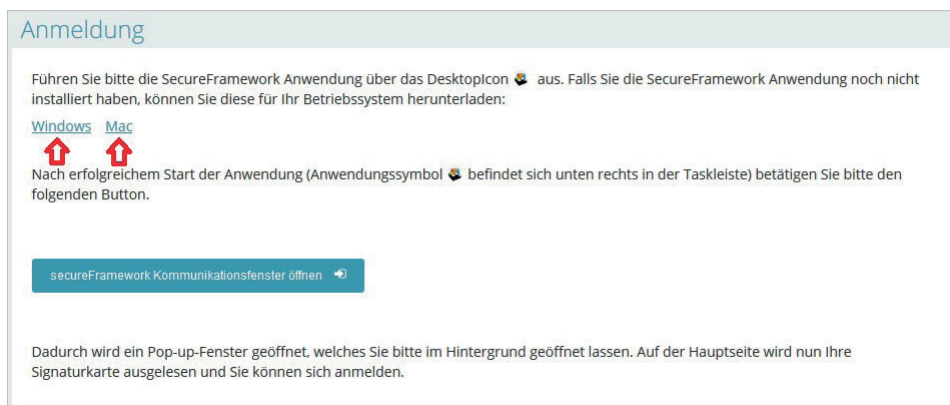 Anmeldung
Führen Sie bitte die SecureFramework Anwendung über das DesktopIcon aus. Falls Sie die SecureFramework Anwendung noch nicht
installiert haben, können Sie diese für Ihr Betriebssystem herunterladen:
Windows Mac
Nach erfolgreichem Start der Anwendung (Anwendungssymbol befindet sich unten rechts in der Taskleiste) betätigen Sie bitte den
folgenden Button.
secureFramework Kommunikationsfenster öffnen
Dadurch wird ein Pop-up-Fenster geöffnet, welches Sie bitte im Hintergrund geöffnet lassen. Auf der Hauptseite wird nun Ihre
Signaturkarte ausgelesen und Sie können sich anmelden.